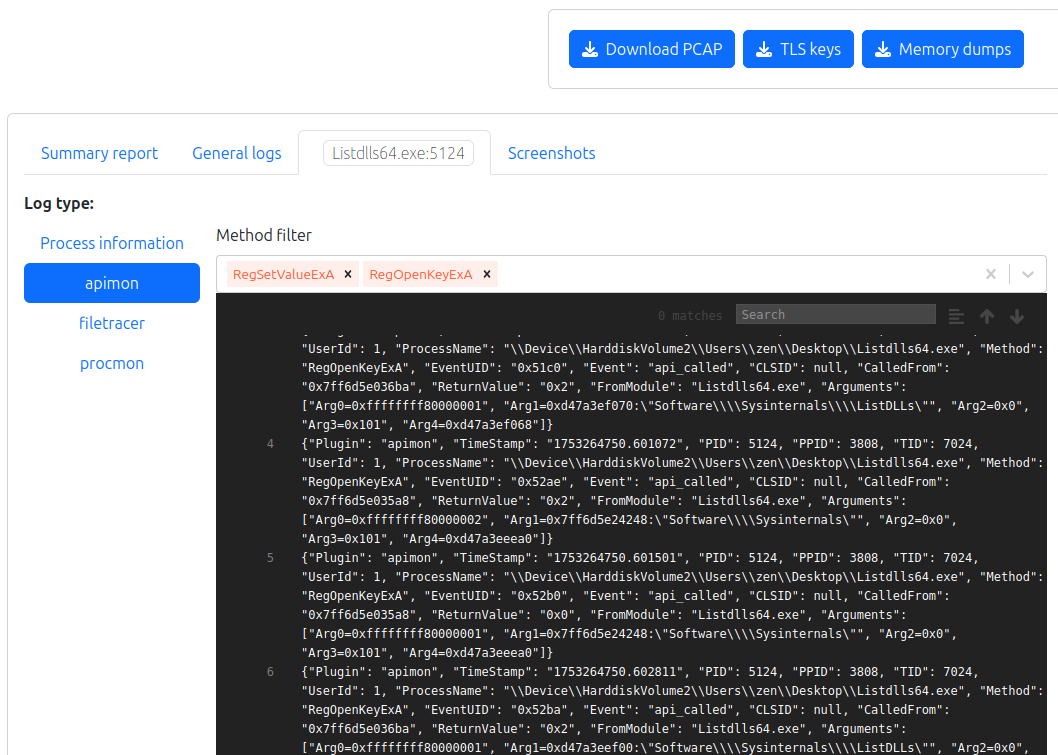 Download PCAP
TLS keys
Memory dumps
Summary report
General logs
Listdlls64.exe:5124
Screenshots
Log type:
Process information
apimon
filetracer
procmon
Method filter
RegSetValueExA ×
RegOpenKeyExA ×
0 matches
Search
"UserId": 1, "ProcessName": "\\Device\\HarddiskVolume2\\Users\\zen\\Desktop\\Listdlls64.exe", "Method":
"RegOpenKeyExA", "EventUID": "0x51c0", "Event": "api_called", "CLSID": null, "CalledFrom":
"0x7ff6d5e036ba", "ReturnValue": "0x2", "FromModule": "Listdlls64.exe", "Arguments":
["Arg0=0xffffffff80000001", "Arg1=0xd47a3ef070:\"Software\\\\Sysinternals\\\\ListDLLs\"", "Arg2=0x0",
"Arg3=0x101", "Arg4=0xd47a3ef068"]}
4 {"Plugin": "apimon", "TimeStamp": "1753264750.601072", "PID": 5124, "PPID": 3808, "TID": 7024,
"UserId": 1, "ProcessName": "\\Device\\HarddiskVolume2\\Users\\zen\\Desktop\\Listdlls64.exe", "Method":
"RegOpenKeyExA", "EventUID": "0x52ae", "Event": "api_called", "CLSID": null, "CalledFrom":
"0x7ff6d5e035a8", "ReturnValue": "0x2", "FromModule": "Listdlls64.exe", "Arguments":
["Arg0=0xffffffff80000002", "Arg1=0x7ff6d5e24248:\"Software\\\\Sysinternals\"", "Arg2=0x0",
"Arg3=0x101", "Arg4=0xd47a3eeea0"]}
5 {"Plugin": "apimon", "TimeStamp": "1753264750.601501", "PID": 5124, "PPID": 3808, "TID": 7024,
"UserId": 1, "ProcessName": "\\Device\\HarddiskVolume2\\Users\\zen\\Desktop\\Listdlls64.exe", "Method":
"RegOpenKeyExA", "EventUID": "0x52b0", "Event": "api_called", "CLSID": null, "CalledFrom":
"0x7ff6d5e035a8", "ReturnValue": "0x0", "FromModule": "Listdlls64.exe", "Arguments":
["Arg0=0xffffffff80000001", "Arg1=0x7ff6d5e24248:\"Software\\\\Sysinternals\"", "Arg2=0x0",
"Arg3=0x101", "Arg4=0xd47a3eeea0"]}
6 {"Plugin": "apimon", "TimeStamp": "1753264750.602811", "PID": 5124, "PPID": 3808, "TID": 7024,
"UserId": 1, "ProcessName": "\\Device\\HarddiskVolume2\\Users\\zen\\Desktop\\Listdlls64.exe", "Method":
"RegOpenKeyExA", "EventUID": "0x52ba", "Event": "api_called", "CLSID": null, "CalledFrom":
"0x7ff6d5e036ba", "ReturnValue": "0x2", "FromModule": "Listdlls64.exe", "Arguments":
["Arg0=0xffffffff80000001", "Arg1=0xd47a3eef00:\"Software\\\\Sysinternals\\\\ListDLLs\"", "Arg2=0x0",